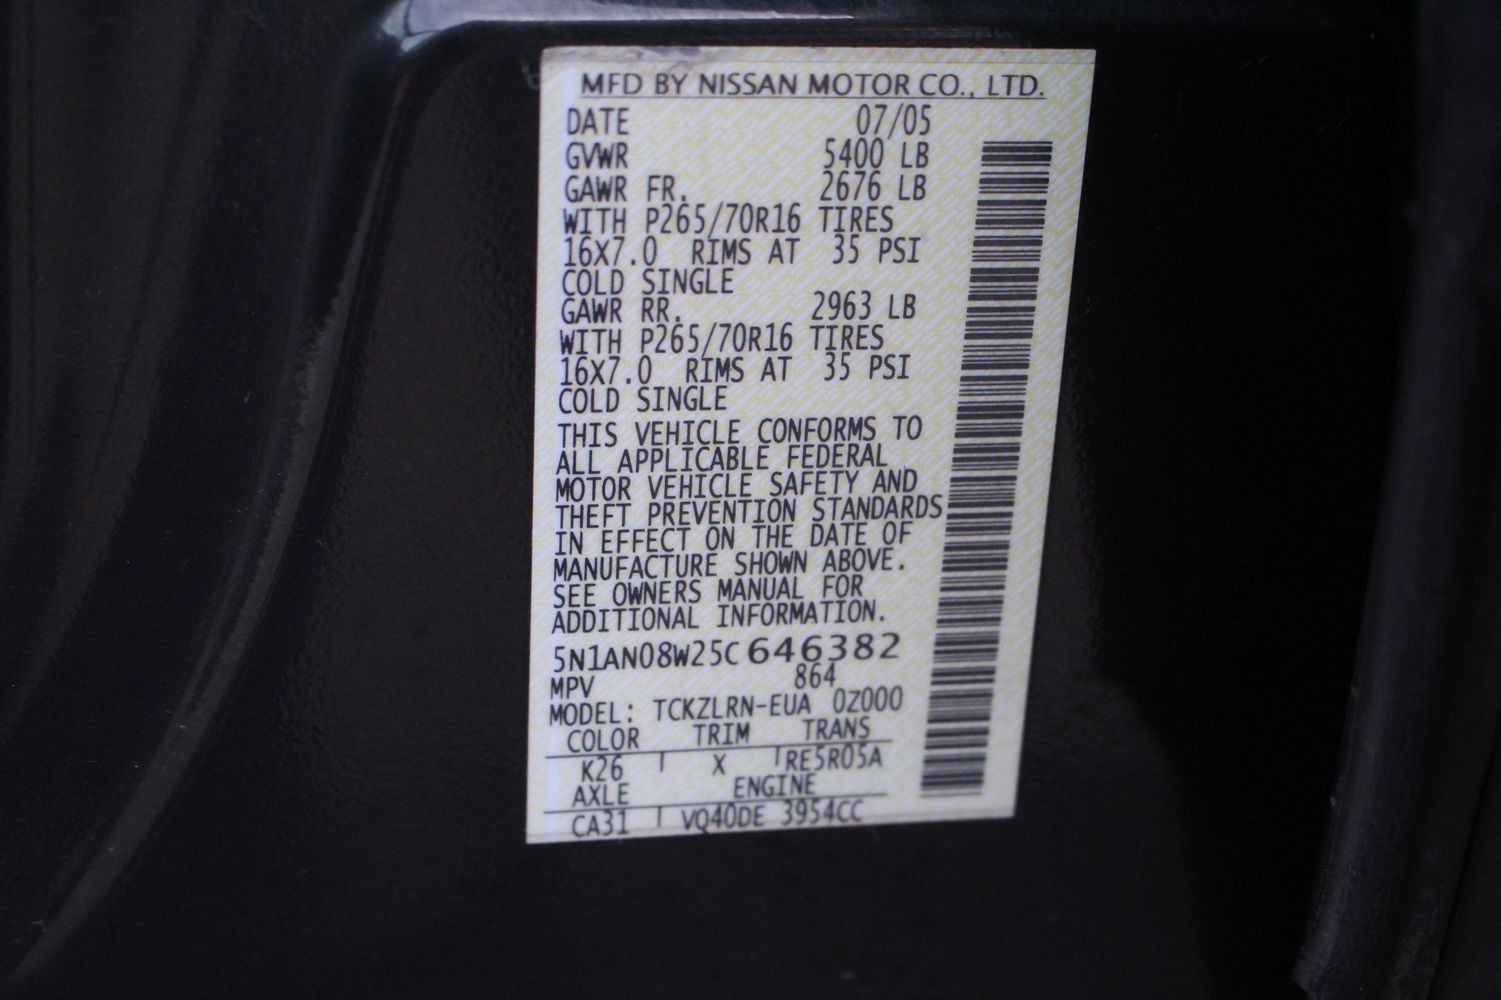 MFD BY NISSAN MOTOR CO., LTD.
DATE 07/05
GVWR 5400 LB
GAWR FR. 2676 LB
WITH P265/70R16 TIRES
16X7.0 RIMS AT 35 PSI
COLD SINGLE
GAWR RR. 2963 LB
WITH P265/70R16 TIRES
16X7.0 RIMS AT 35 PSI
COLD SINGLE
THIS VEHICLE CONFORMS TO
ALL APPLICABLE FEDERAL
MOTOR VEHICLE SAFETY AND
THEFT PREVENTION STANDARDS
IN EFFECT ON THE DATE OF
MANUFACTURE SHOWN ABOVE.
SEE OWNERS MANUAL FOR
ADDITIONAL INFORMATION.
5N1AN08W25C646382
MPV 864
MODEL: TCKZLRN-EUA 0Z000
COLOR TRIM TRANS
K26 X RE5R05A
AXLE ENGINE
CA31 VQ40DE 3954CC